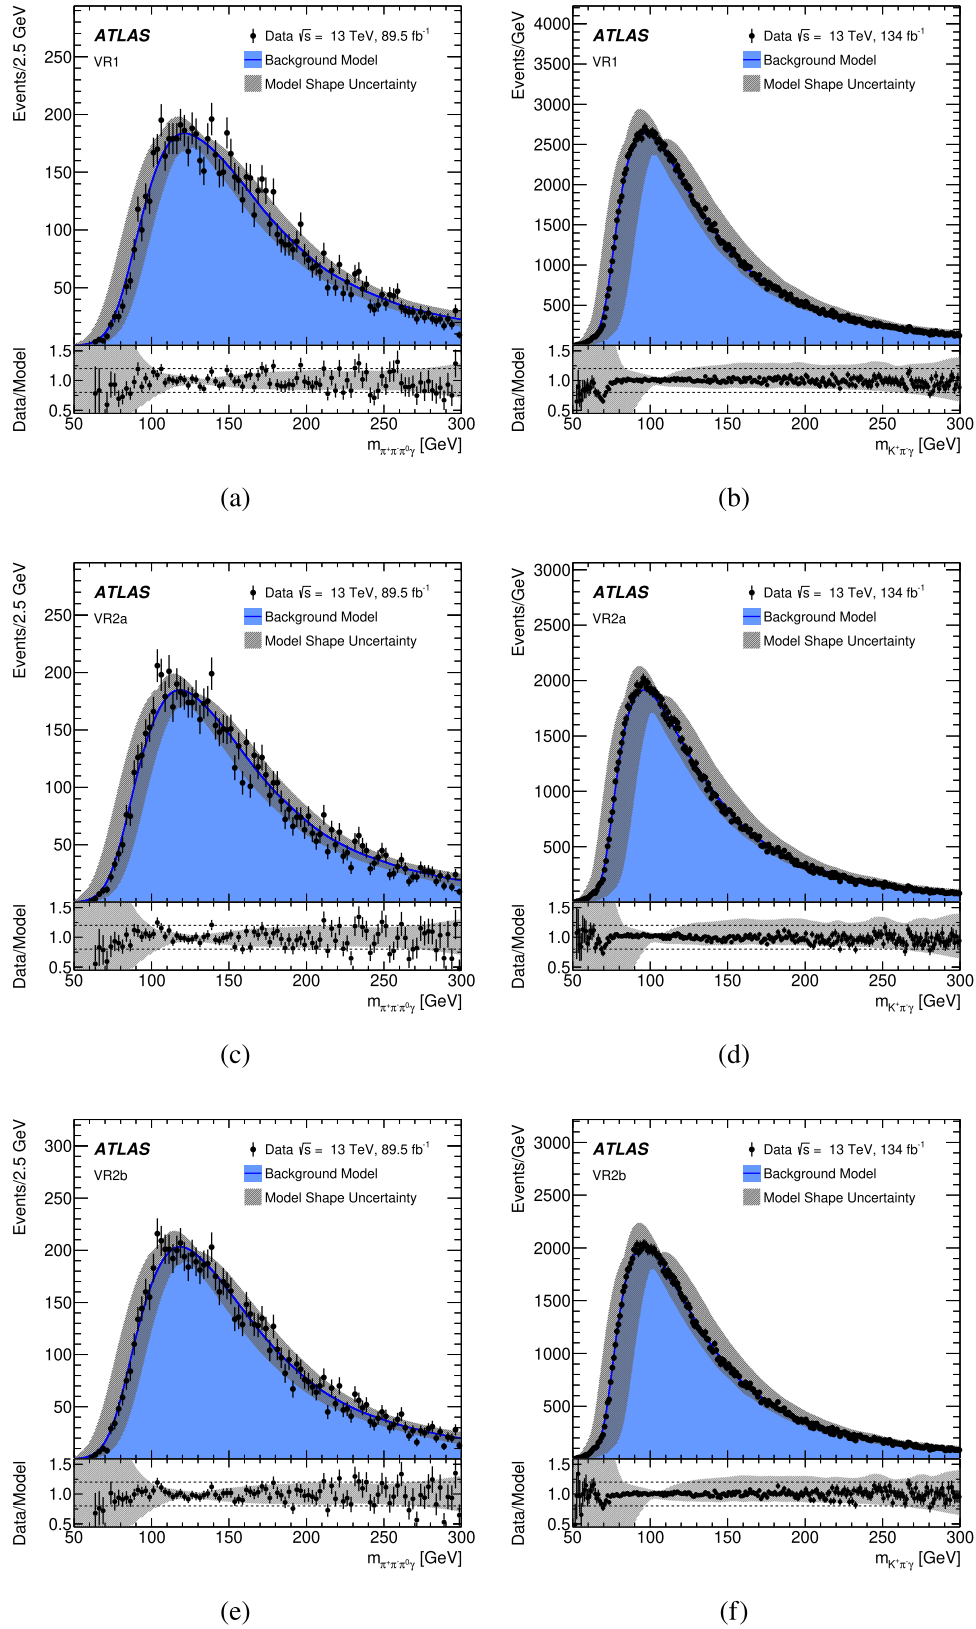 Events/2.5 GeV
ATLAS
VR1
Data √s = 13 TeV, 89.5 fb⁻¹
Background Model
Model Shape Uncertainty
250
200
150
100
50
Data/Model
1.5
1.0
0.5
50 100 150 200 250 300
m_π⁺π⁻π⁰γ [GeV]
(a)
Events/GeV
ATLAS
VR1
Data √s = 13 TeV, 134 fb⁻¹
Background Model
Model Shape Uncertainty
4000
3500
3000
2500
2000
1500
1000
500
Data/Model
1.5
1.0
0.5
50 100 150 200 250 300
m_K⁺π⁻γ [GeV]
(b)
Events/2.5 GeV
ATLAS
VR2a
Data √s = 13 TeV, 89.5 fb⁻¹
Background Model
Model Shape Uncertainty
250
200
150
100
50
Data/Model
1.5
1.0
0.5
50 100 150 200 250 300
m_π⁺π⁻π⁰γ [GeV]
(c)
Events/GeV
ATLAS
VR2a
Data √s = 13 TeV, 134 fb⁻¹
Background Model
Model Shape Uncertainty
3000
2500
2000
1500
1000
500
Data/Model
1.5
1.0
0.5
50 100 150 200 250 300
m_K⁺π⁻γ [GeV]
(d)
Events/2.5 GeV
ATLAS
VR2b
Data √s = 13 TeV, 89.5 fb⁻¹
Background Model
Model Shape Uncertainty
300
250
200
150
100
50
Data/Model
1.5
1.0
0.5
50 100 150 200 250 300
m_π⁺π⁻π⁰γ [GeV]
(e)
Events/GeV
ATLAS
VR2b
Data √s = 13 TeV, 134 fb⁻¹
Background Model
Model Shape Uncertainty
3000
2500
2000
1500
1000
500
Data/Model
1.5
1.0
0.5
50 100 150 200 250 300
m_K⁺π⁻γ [GeV]
(f)